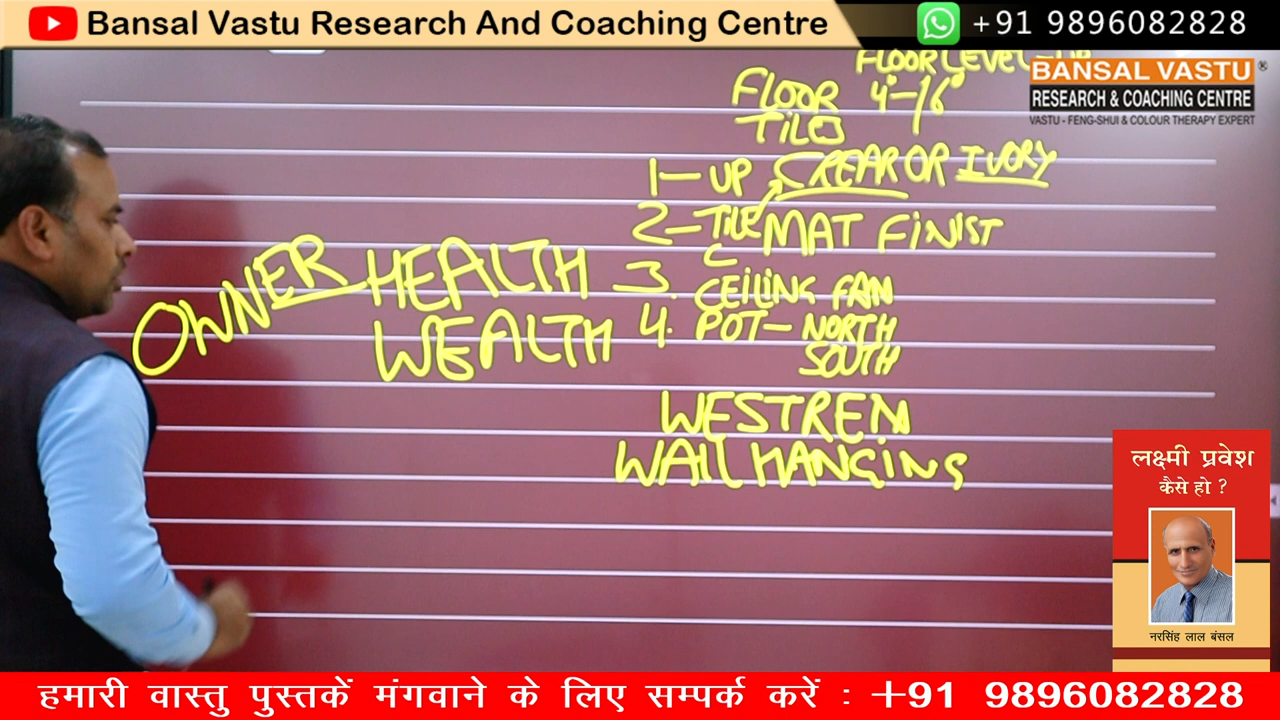 Bansal Vastu Research And Coaching Centre
+91 9896082828
FLOOR LEVEL-UP
BANSAL VASTU®
RESEARCH & COACHING CENTRE
VASTU - FENG-SHUI & COLOUR THERAPY EXPERT
FLOOR 4"-16"
TILES
1-UP CREAR OR IVORY
2-TILE MAT FINIST
OWNER HEALTH
WEALTH
3. CEILING FAN
4. POT-NORTH
SOUTH
WESTREN
WALL HANGING
लक्ष्मी प्रवेश
कैसे हो ?
नरसिंह लाल बंसल
हमारी वास्तु पुस्तकें मंगवाने के लिए सम्पर्क करें : +91 9896082828